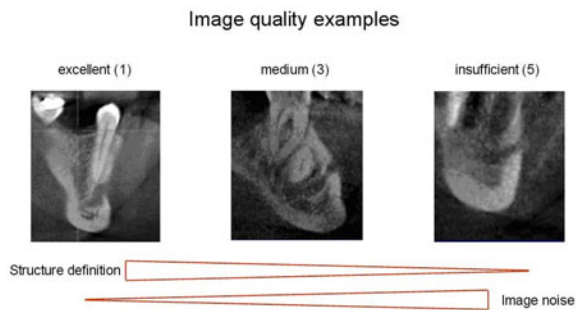 Image quality examples
excellent (1)
medium (3)
insufficient (5)
Structure definition
Image noise